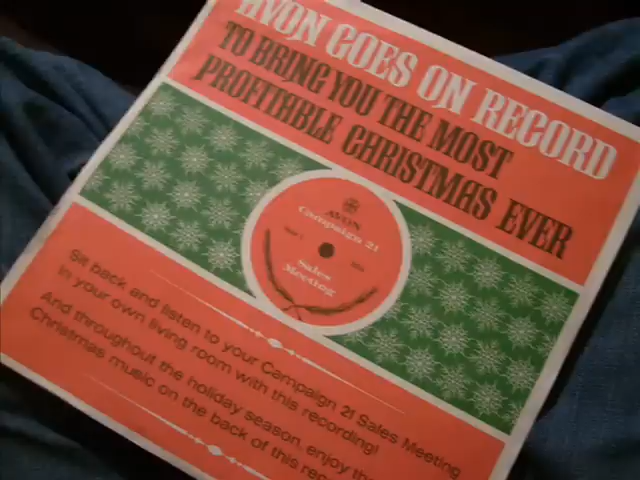 AVON GOES ON RECORD
TO BRING YOU THE MOST
PROFITABLE CHRISTMAS EVER
AVON
Campaign 21
Sales
Meeting
Sit back and listen to your Campaign 21 Sales Meeting
in your own living room with this recording!
And throughout the holiday season, enjoy the
Christmas music on the back of this